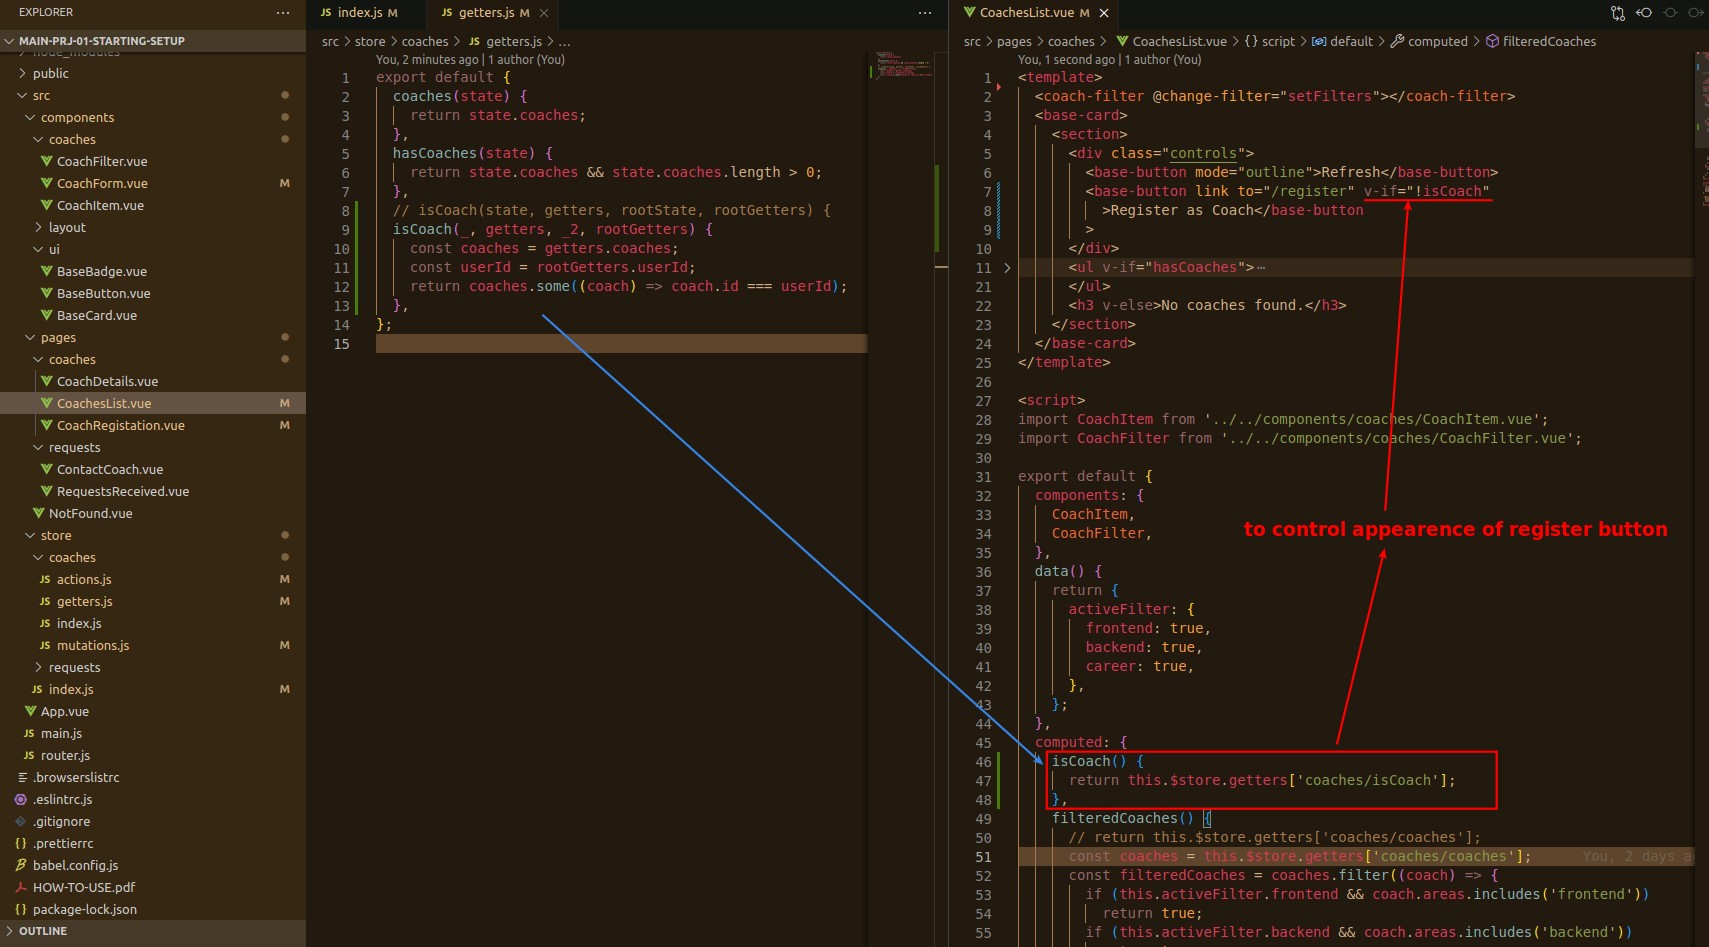 EXPLORER
MAIN-PRJ-01-STARTING-SETUP
node_modules
public
src
components
coaches
CoachFilter.vue
CoachForm.vue M
CoachItem.vue
layout
ui
BaseBadge.vue
BaseButton.vue
BaseCard.vue
pages
coaches
CoachDetails.vue
CoachesList.vue M
CoachRegistation.vue M
requests
ContactCoach.vue
RequestsReceived.vue
NotFound.vue
store
coaches
JS actions.js M
JS getters.js M
JS index.js
JS mutations.js M
requests
JS index.js M
App.vue
JS main.js
JS router.js
.browserslistrc
.eslintrc.js
.gitignore
{} .prettierrc
babel.config.js
HOW-TO-USE.pdf
{} package-lock.json
OUTLINE
JS index.js M
JS getters.js M
src > store > coaches > JS getters.js > ...
You, 2 minutes ago | 1 author (You)
1 export default {
2 coaches(state) {
3 return state.coaches;
4 },
5 hasCoaches(state) {
6 return state.coaches && state.coaches.length > 0;
7 },
8 // isCoach(state, getters, rootState, rootGetters) {
9 isCoach(_, getters, _2, rootGetters) {
10 const coaches = getters.coaches;
11 const userId = rootGetters.userId;
12 return coaches.some((coach) => coach.id === userId);
13 },
14 };
15
CoachesList.vue M
src > pages > coaches > CoachesList.vue > {} script > default > computed > filteredCoaches
You, 1 second ago | 1 author (You)
1 <template>
2 <coach-filter @change-filter="setFilters"></coach-filter>
3 <base-card>
4 <section>
5 <div class="controls">
6 <base-button mode="outline">Refresh</base-button>
7 <base-button link to="/register" v-if="!isCoach"
8 >Register as Coach</base-button
9 >
10 </div>
11 <ul v-if="hasCoaches">⋯
21 </ul>
22 <h3 v-else>No coaches found.</h3>
23 </section>
24 </base-card>
25 </template>
26
27 <script>
28 import CoachItem from '../../components/coaches/CoachItem.vue';
29 import CoachFilter from '../../components/coaches/CoachFilter.vue';
30
31 export default {
32 components: {
33 CoachItem,
34 CoachFilter,
35 },
36 data() {
37 return {
38 activeFilter: {
39 frontend: true,
40 backend: true,
41 career: true,
42 },
43 };
44 },
45 computed: {
46 isCoach() {
47 return this.$store.getters['coaches/isCoach'];
48 },
49 filteredCoaches() {
50 // return this.$store.getters['coaches/coaches'];
51 const coaches = this.$store.getters['coaches/coaches']; You, 2 days a
52 const filteredCoaches = coaches.filter((coach) => {
53 if (this.activeFilter.frontend && coach.areas.includes('frontend'))
54 return true;
55 if (this.activeFilter.backend && coach.areas.includes('backend'))
to control appearence of register button